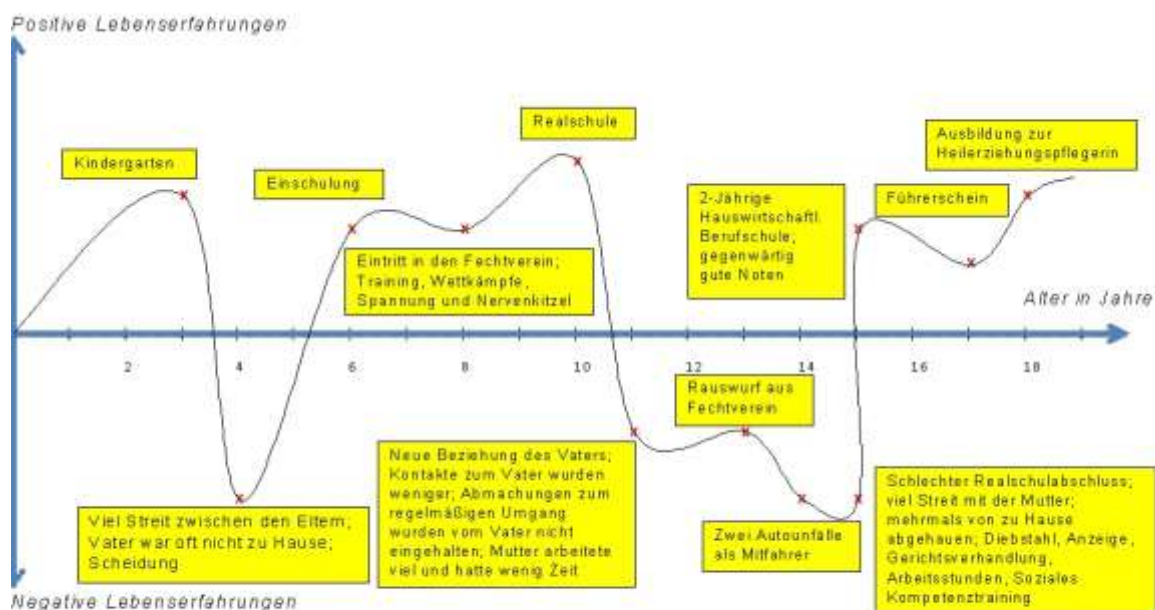 Positive Lebenserfahrungen
Kindergarten
Einschulung
Realschule
Ausbildung zur
Heilerziehungspflegerin
Eintritt in den Fechtverein;
Training, Wettkämpfe,
Spannung und Nervenkitzel
2-Jährige
Hauswirtschaftl.
Berufschule;
gegenwärtig
gute Noten
Führerschein
Alter in Jahre
2
4
6
8
10
12
14
16
18
Viel Streit zwischen den Eltern;
Vater war oft nicht zu Hause;
Scheidung
Neue Beziehung des Vaters;
Kontakte zum Vater wurden
weniger; Abmachungen zum
regelmäßigen Umgang
wurden vom Vater nicht
eingehalten; Mutter arbeitete
viel und hatte wenig Zeit
Rauswurf aus
Fechtverein
Zwei Autounfälle
als Mitfahrer
Schlechter Realschulabschluss;
viel Streit mit der Mutter;
mehrmals von zu Hause
abgehauen; Diebstahl, Anzeige,
Gerichtsverhandlung,
Arbeitsstunden, Soziales
Kompetenztraining
Negative Lebenserfahrungen